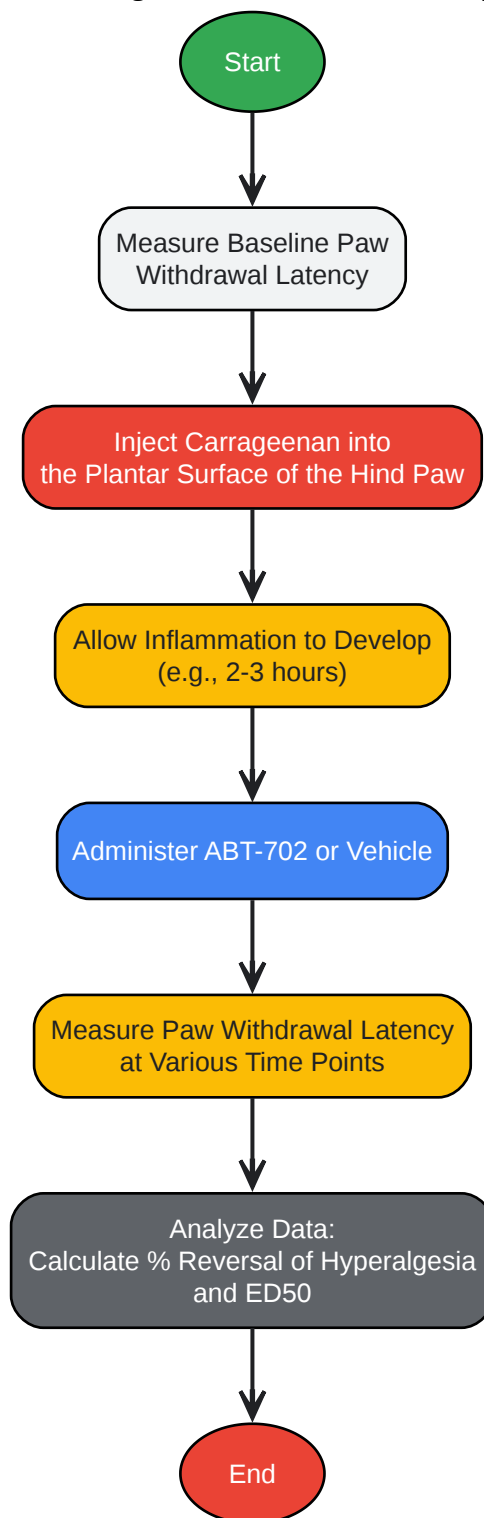 Start
Measure Baseline Paw
Withdrawal Latency
Inject Carrageenan into
the Plantar Surface of the Hind Paw
Allow Inflammation to Develop
(e.g., 2-3 hours)
Administer ABT-702 or Vehicle
Measure Paw Withdrawal Latency
at Various Time Points
Analyze Data:
Calculate % Reversal of Hyperalgesia
and ED50
End